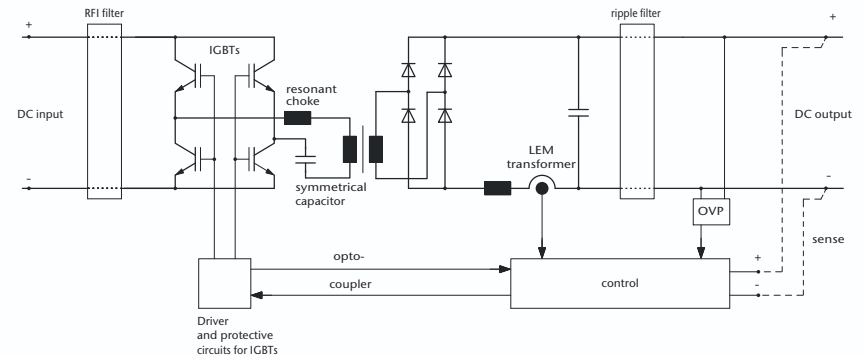 RFI filter
ripple filter
+
+
IGBTs
resonant
choke
DC input
DC output
LEM
transformer
-
-
symmetrical
capacitor
OVP
sense
opto-
+
coupler
control
-
Driver
and protective
circuits for IGBTs